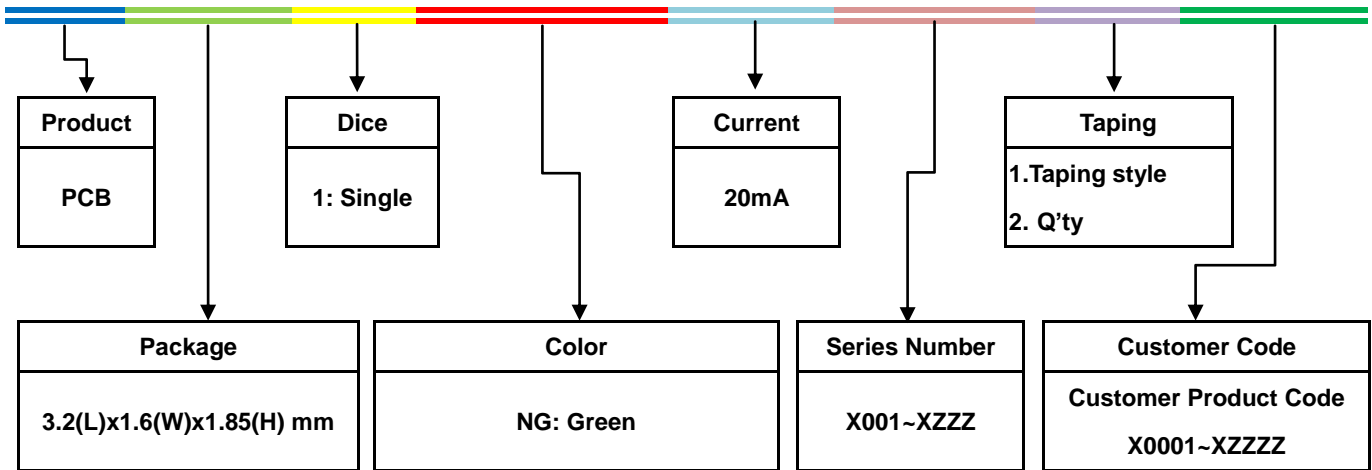 Product
PCB
Dice
1: Single
Current
20mA
Taping
1.Taping style
2. Q’ty
Package
3.2(L)x1.6(W)x1.85(H) mm
Color
NG: Green
Series Number
X001~XZZZ
Customer Code
Customer Product Code
X0001~XZZZZ